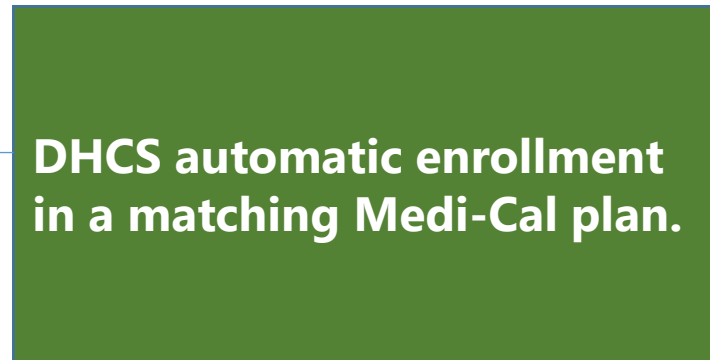 DHCS automatic enrollment
in a matching Medi-Cal plan.